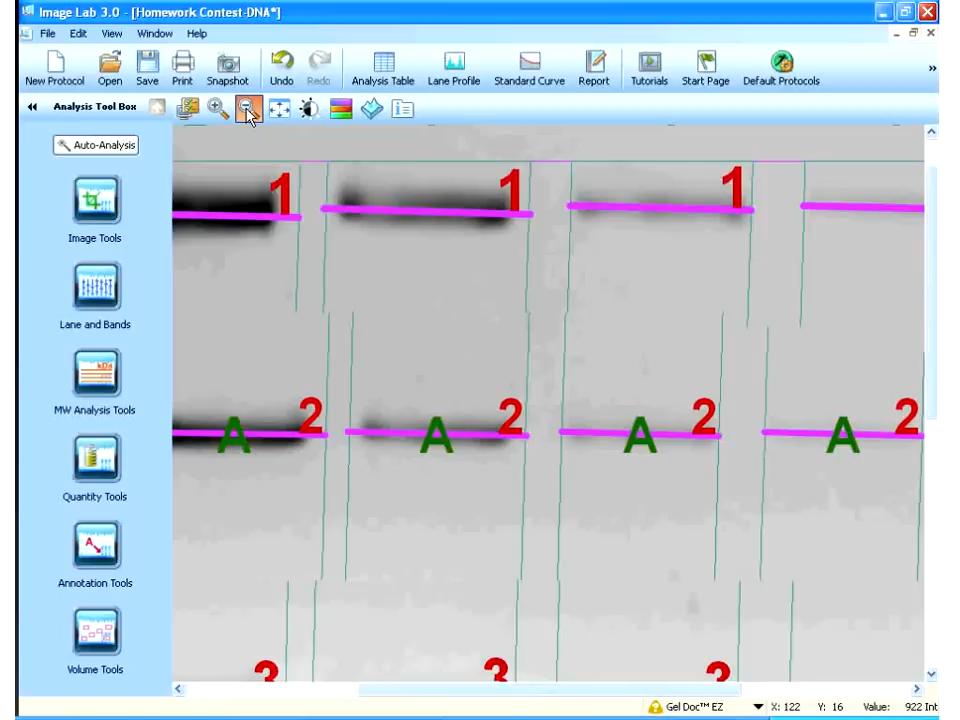 Image Lab 3.0 - [Homework Contest-DNA*]
File Edit View Window Help
New Protocol Open Save Print Snapshot Undo Redo Analysis Table Lane Profile Standard Curve Report Tutorials Start Page Default Protocols
Analysis Tool Box
Auto-Analysis
Image Tools
Lane and Bands
MW Analysis Tools
Quantity Tools
Annotation Tools
Volume Tools
1 1 1
A 2 A 2 A 2 A 2
3 3 3
Gel Doc™ EZ X: 122 Y: 16 Value: 922 Int